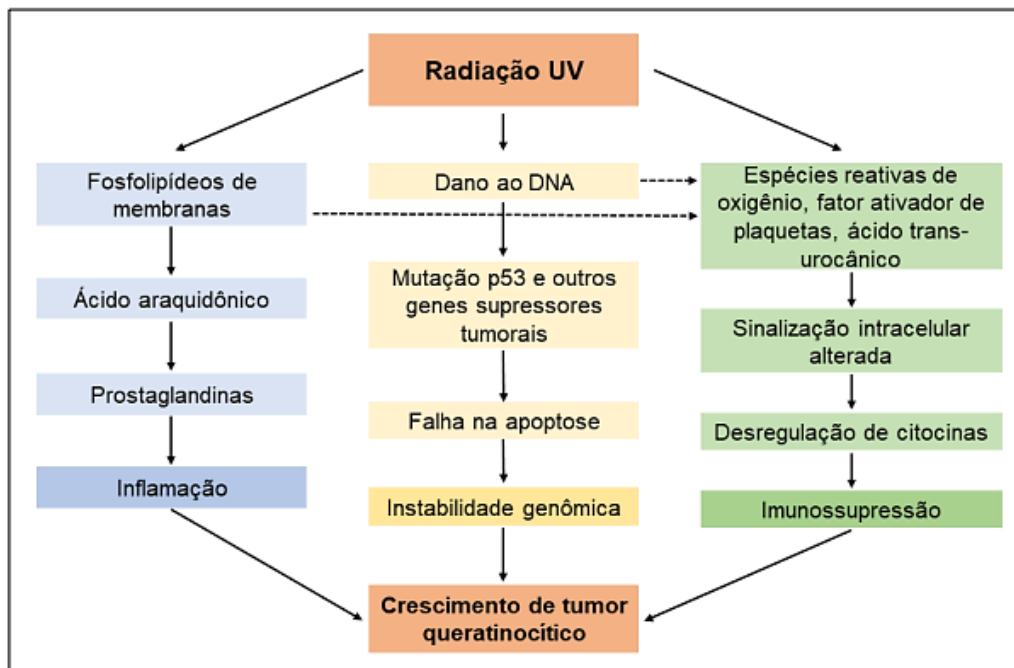 Radiação UV
Fosfolipídeos de
membranas
Ácido araquidônico
Prostaglandinas
Inflamação
Dano ao DNA
Mutação p53 e outros
genes supressores
tumorais
Falha na apoptose
Instabilidade genômica
Espécies reativas de
oxigênio, fator ativador de
plaquetas, ácido trans-
urocânico
Sinalização intracelular
alterada
Desregulação de citocinas
Imunossupressão
Crescimento de tumor
queratinocítico